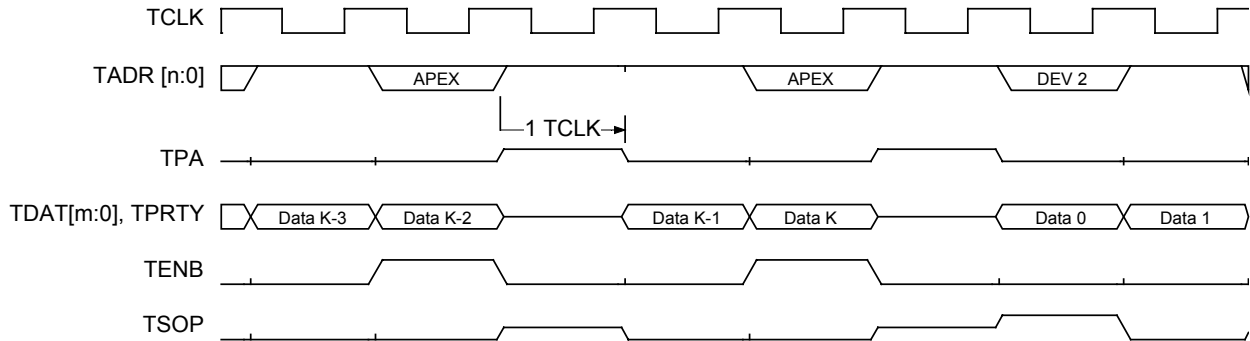 TCLK
TADR [n:0]
APEX
APEX
DEV 2
1 TCLK
TPA
TDAT[m:0], TPRTY
Data K-3
Data K-2
Data K-1
Data K
Data 0
Data 1
TENB
TSOP